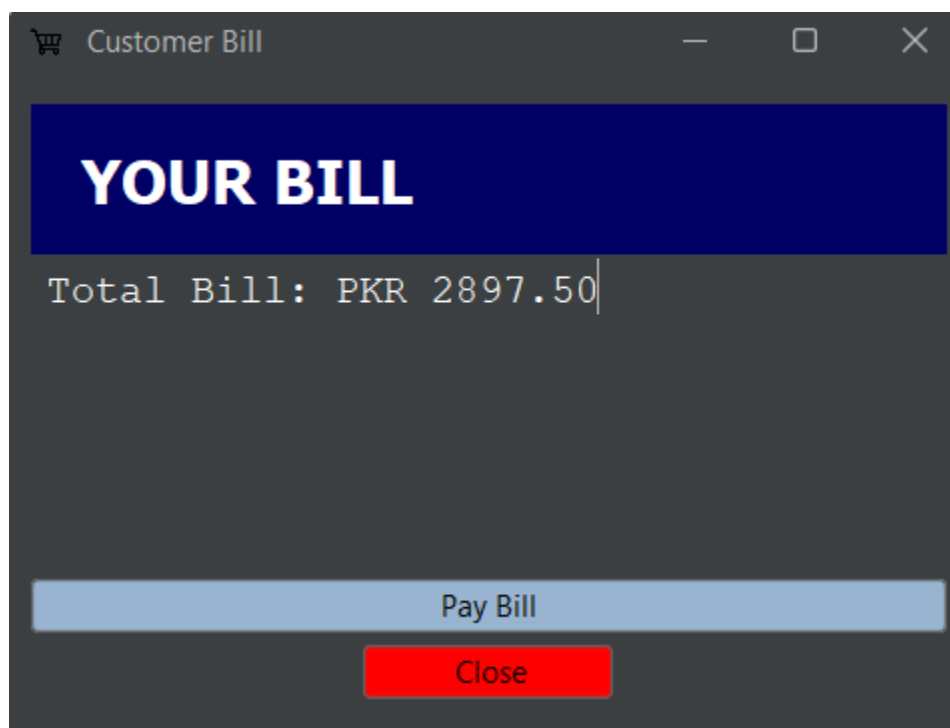 Customer Bill
YOUR BILL
Total Bill: PKR 2897.50
Pay Bill
Close